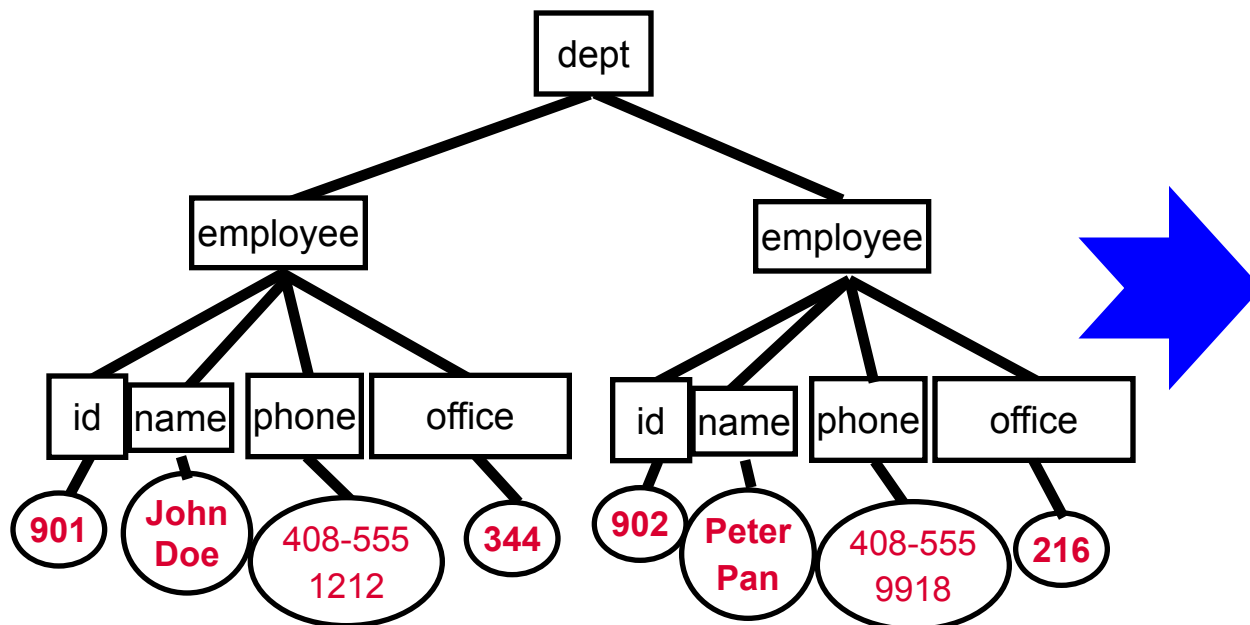 dept
employee
employee
id
name
phone
office
id
name
phone
office
901
John
Doe
408-555
1212
344
902
Peter
Pan
408-555
9918
216